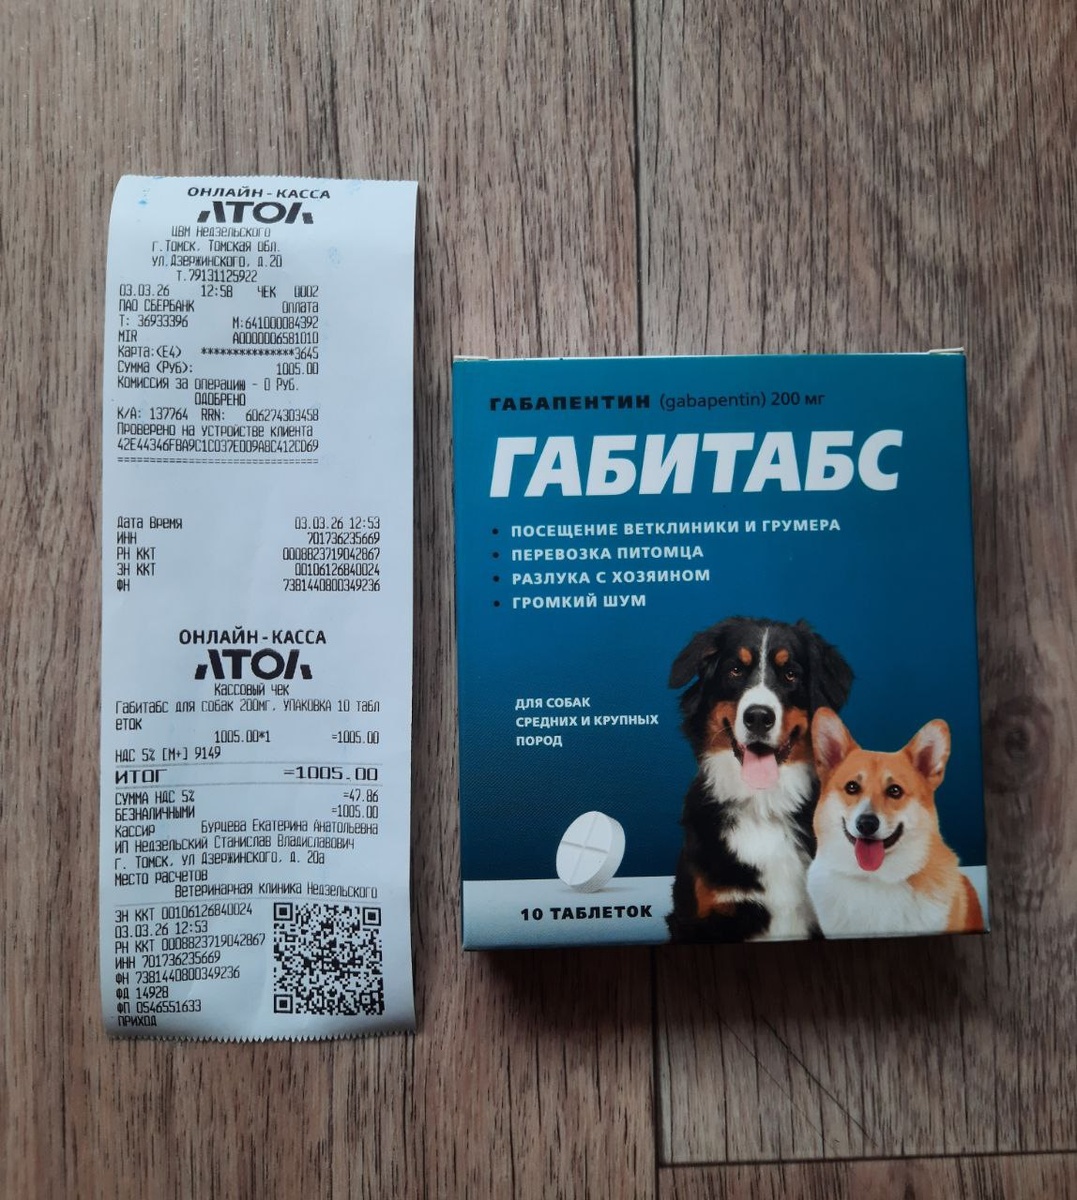 ОНЛАЙН-КАССА
АТОЛ
ЦВМ Недзельского
г.Томск, Томская обл.
ул.Дзержинского, д.20
Т.79131125922
03.03.26 12:58 ЧЕК 0002
ПАО СБЕРБАНК Оплата
Т: 36933396 М:641000084392
MIR A0000006581010
Карта:(E4) ***************3645
Сумма (Руб): 1005.00
Комиссия за операцию - 0 Руб.
ОДОБРЕНО
К/А: 137764 RRN: 606274303458
Проверено на устройстве клиента
42E44346FBA9C1C037E009A8C412CD69
================================
Дата Время 03.03.26 12:53
ИНН 701736235669
РН ККТ 0008823719042867
ЗН ККТ 00106126840024
ФН 7381440800349236
ОНЛАЙН-КАССА
АТОЛ
Кассовый чек
Габитабс для собак 200мг, упаковка 10 табл
еток
1005.00*1 =1005.00
НДС 5% [М+] 9149
ИТОГ =1005.00
СУММА НДС 5% =47.86
БЕЗНАЛИЧНЫМИ =1005.00
Кассир Бурцева Екатерина Анатольевна
ИП Недзельский Станислав Владиславович
г. Томск, ул Дзержинского, д. 20а
Место расчетов
Ветеринарная клиника Недзельского
ЗН ККТ 00106126840024
03.03.26 12:53
РН ККТ 0008823719042867
ИНН 701736235669
ФН 7381440800349236
ФД 14928
ФП 0546551633
ПРИХОД
ГАБАПЕНТИН (gabapentin) 200 мг
ГАБИТАБС
• ПОСЕЩЕНИЕ ВЕТКЛИНИКИ И ГРУМЕРА
• ПЕРЕВОЗКА ПИТОМЦА
• РАЗЛУКА С ХОЗЯИНОМ
• ГРОМКИЙ ШУМ
ДЛЯ СОБАК
СРЕДНИХ И КРУПНЫХ
ПОРОД
10 ТАБЛЕТОК